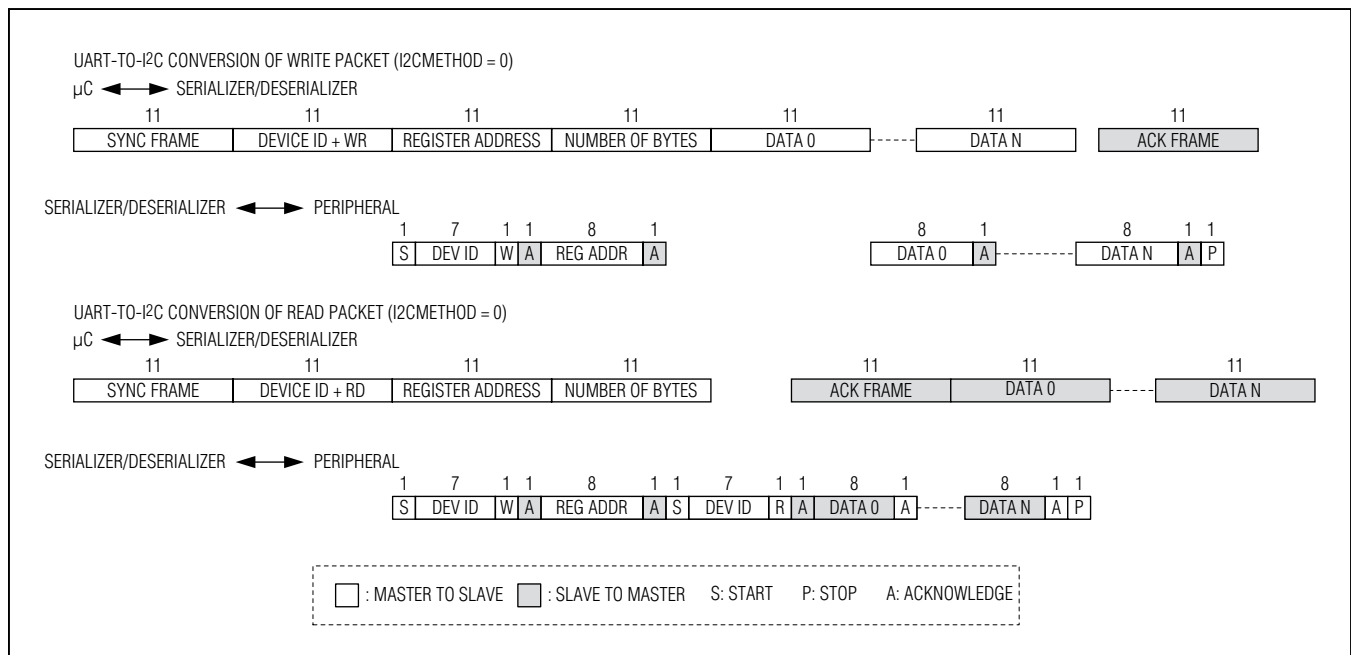 UART-TO-I2C CONVERSION OF WRITE PACKET (I2CMETHOD = 0)
µC SERIALIZER/DESERIALIZER
11 11 11 11 11 11 11
SYNC FRAME DEVICE ID + WR REGISTER ADDRESS NUMBER OF BYTES DATA 0 DATA N ACK FRAME
SERIALIZER/DESERIALIZER PERIPHERAL
1 7 1 1 8 1 8 1 8 1 1
S DEV ID W A REG ADDR A DATA 0 A DATA N A P
UART-TO-I2C CONVERSION OF READ PACKET (I2CMETHOD = 0)
µC SERIALIZER/DESERIALIZER
11 11 11 11 11 11 11
SYNC FRAME DEVICE ID + RD REGISTER ADDRESS NUMBER OF BYTES ACK FRAME DATA 0 DATA N
SERIALIZER/DESERIALIZER PERIPHERAL
1 7 1 1 8 1 1 7 1 1 8 1 8 1 1
S DEV ID W A REG ADDR A S DEV ID R A DATA 0 A DATA N A P
: MASTER TO SLAVE : SLAVE TO MASTER S: START P: STOP A: ACKNOWLEDGE